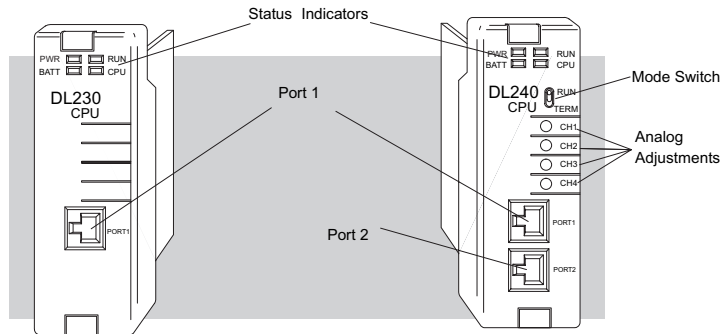 Status Indicators
PWR RUN
BATT CPU
DL230
CPU
PORT1
Port 1
Port 2
PWR RUN
BATT CPU
DL240
CPU
RUN
TERM
CH1
CH2
CH3
CH4
PORT1
PORT2
Mode Switch
Analog
Adjustments